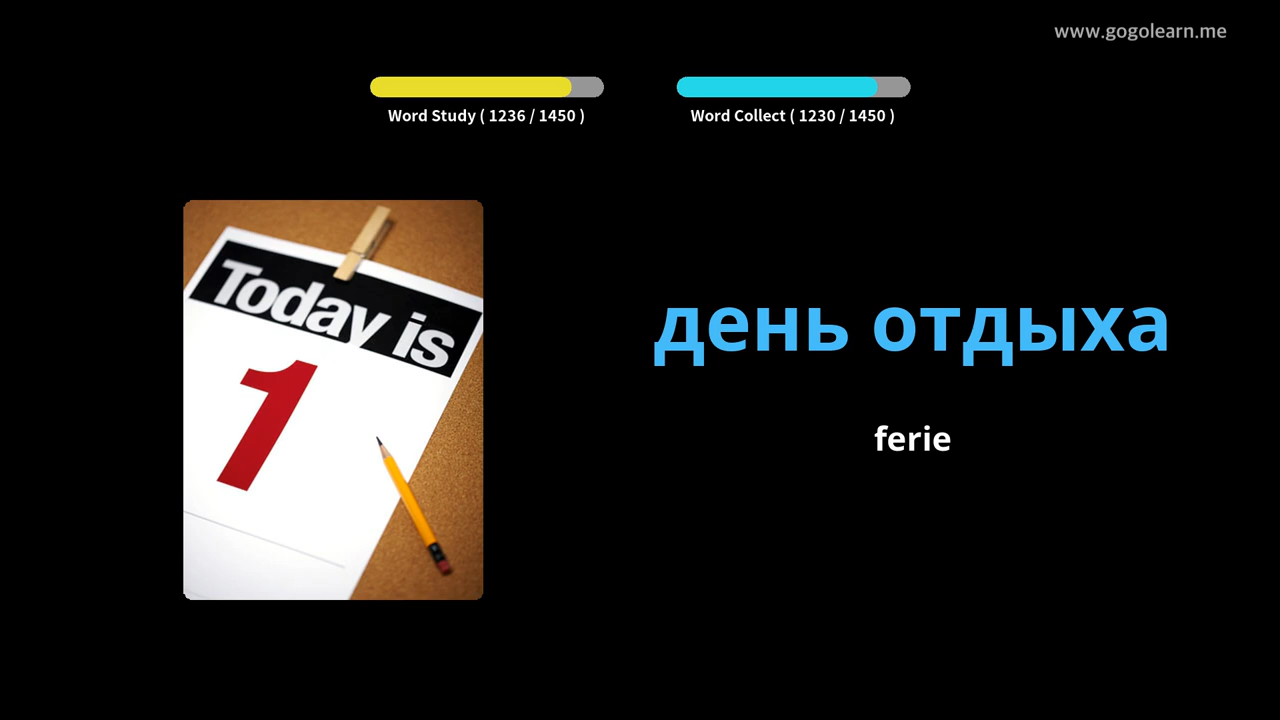 www.gogolearn.me
Word Study ( 1236 / 1450 )
Word Collect ( 1230 / 1450 )
Today is
1
день отдыха
ferie